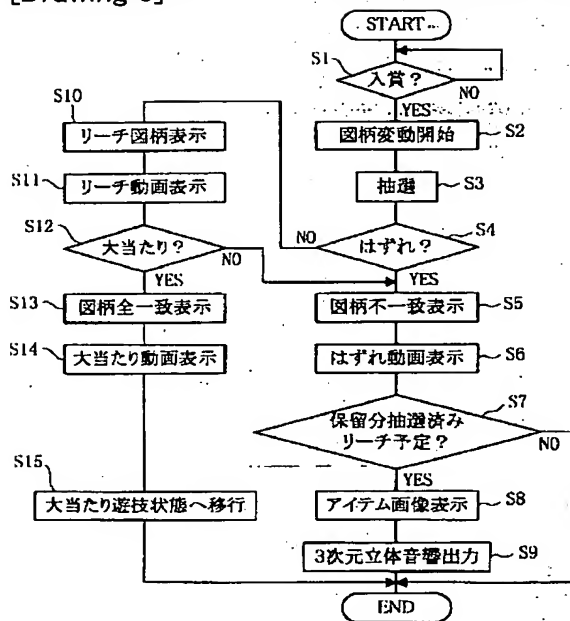 START
S1
入賞？
NO
YES
S10
リーチ図柄表示
図柄変動開始
S2
S11
リーチ動画表示
抽選
S3
S12
大当たり？
NO
YES
NO
はずれ？
S4
YES
S13
図柄全一致表示
図柄不一致表示
S5
S14
大当たり動画表示
はずれ動画表示
S6
保留分抽選済み
リーチ予定？
S7
NO
YES
S15
大当たり遊技状態へ移行
アイテム画像表示
S8
3次元立体音響出力
S9
END